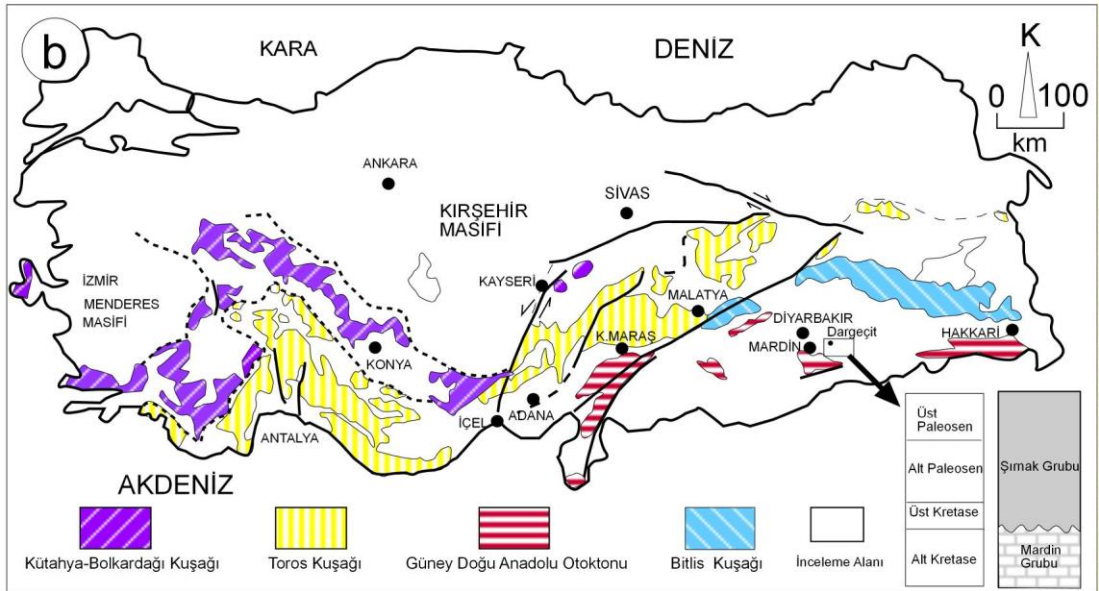 b
KARA
DENİZ
K
0 100
km
ANKARA
SİVAS
KIRŞEHİR
MASİFİ
İZMİR
MENDERES
MASİFİ
KAYSERİ
MALATYA
DİYARBAKIR
Dargeçit
MARDİN
HAKKARİ
K.MARAŞ
KONYA
ADANA
İÇEL
ANTALYA
AKDENİZ
Üst
Paleosen
Alt Paleosen
Üst Kretase
Alt Kretase
Şırnak Grubu
Mardin
Grubu
Kütahya-Bolkardağı Kuşağı
Toros Kuşağı
Güney Doğu Anadolu Otoktonu
Bitlis Kuşağı
İnceleme Alanı